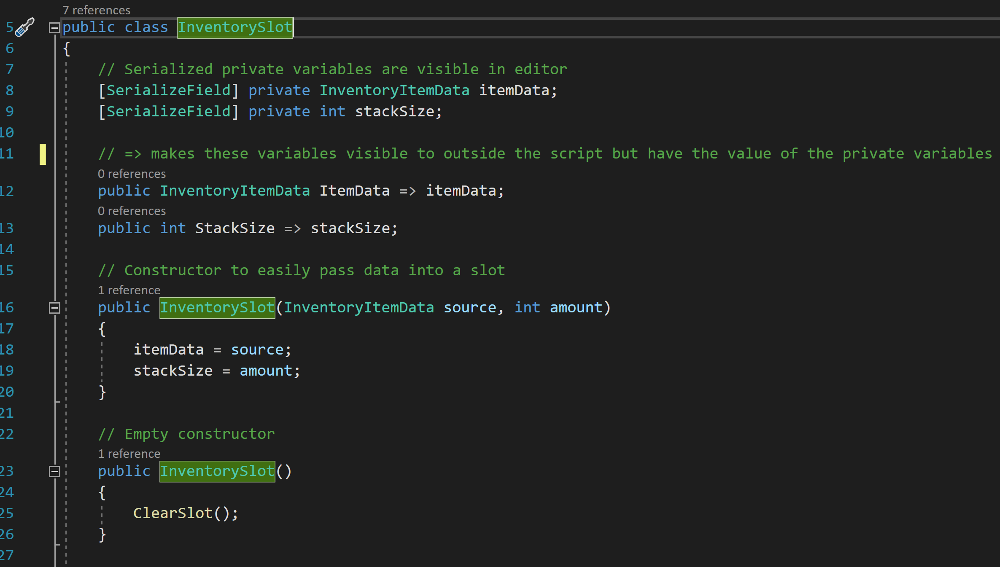 7 references
5 public class InventorySlot
6 {
7 // Serialized private variables are visible in editor
8 [SerializeField] private InventoryItemData itemData;
9 [SerializeField] private int stackSize;
10
11 // => makes these variables visible to outside the script but have the value of the private variables
0 references
12 public InventoryItemData ItemData => itemData;
0 references
13 public int StackSize => stackSize;
14
15 // Constructor to easily pass data into a slot
1 reference
16 public InventorySlot(InventoryItemData source, int amount)
17 {
18 itemData = source;
19 stackSize = amount;
20 }
21
22 // Empty constructor
1 reference
23 public InventorySlot()
24 {
25 ClearSlot();
26 }
27